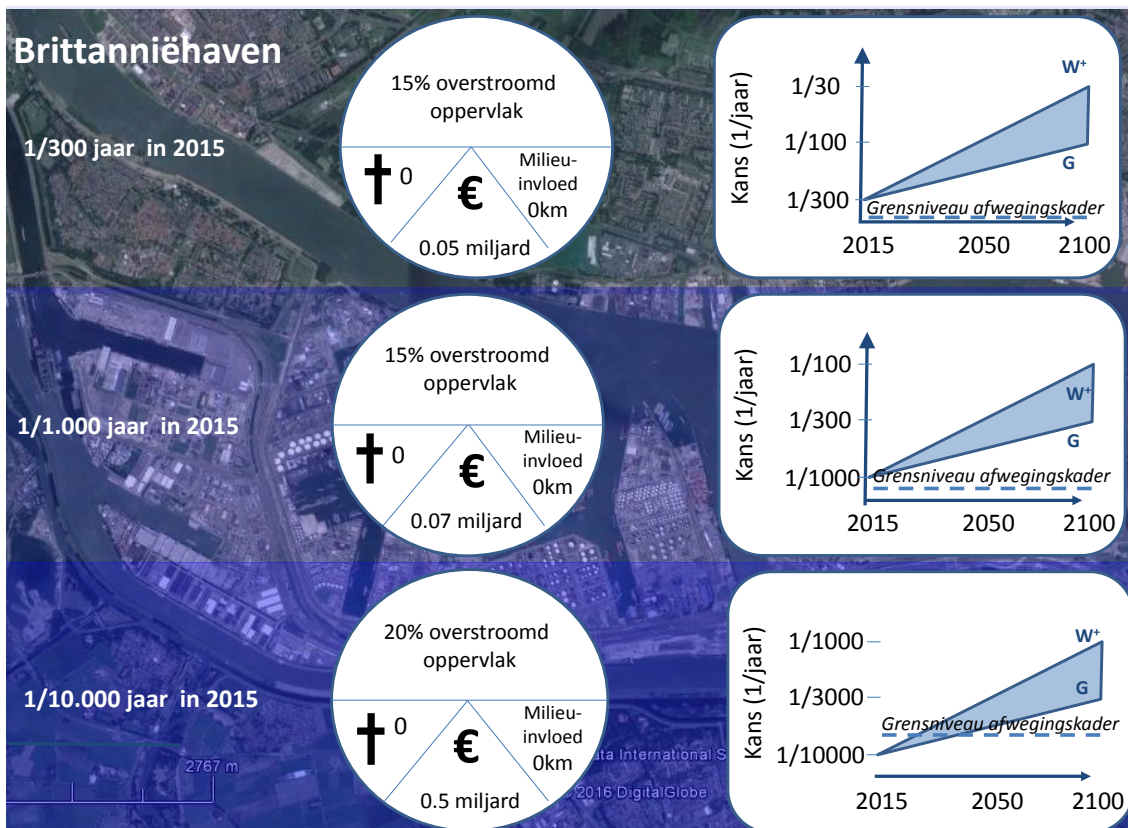 Brittanniëhaven
1/300 jaar in 2015
15% overstroomd
oppervlak
0
€
Milieu-
invloed
0km
0.05 miljard
Kans (1/jaar)
1/30
1/100
1/300
W+
G
Grensniveau afwegingskader
2015 2050 2100
1/1.000 jaar in 2015
15% overstroomd
oppervlak
0
€
Milieu-
invloed
0km
0.07 miljard
Kans (1/jaar)
1/100
1/300
1/1000
W+
G
Grensniveau afwegingskader
2015 2050 2100
1/10.000 jaar in 2015
20% overstroomd
oppervlak
0
€
Milieu-
invloed
0km
0.5 miljard
Kans (1/jaar)
1/1000
1/3000
1/10000
W+
G
Grensniveau afwegingskader
2015 2050 2100
2767 m
ata International S
2016 DigitalGlobe